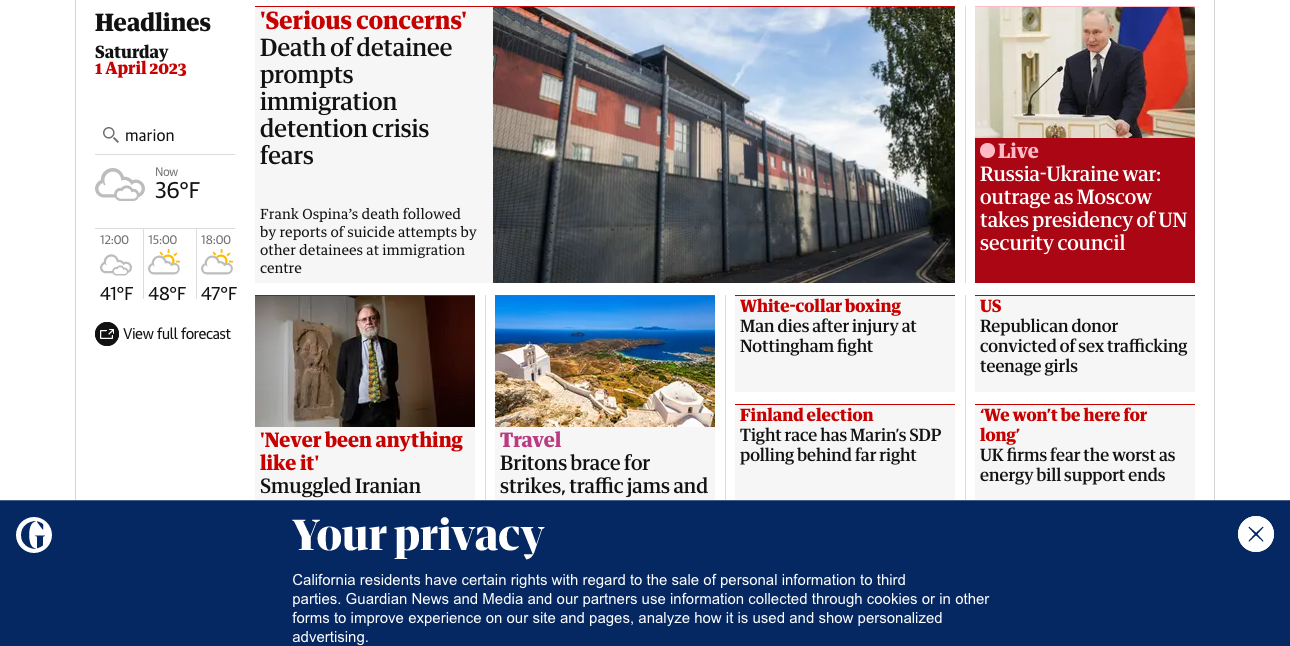 Headlines
Saturday
1 April 2023
marion
Now
36°F
12:00 15:00 18:00
41°F 48°F 47°F
View full forecast
'Serious concerns'
Death of detainee
prompts
immigration
detention crisis
fears
Frank Ospina’s death followed
by reports of suicide attempts by
other detainees at immigration
centre
Live
Russia-Ukraine war:
outrage as Moscow
takes presidency of UN
security council
'Never been anything
like it'
Smuggled Iranian
Travel
Britons brace for
strikes, traffic jams and
White-collar boxing
Man dies after injury at
Nottingham fight
Finland election
Tight race has Marin’s SDP
polling behind far right
US
Republican donor
convicted of sex trafficking
teenage girls
‘We won’t be here for
long’
UK firms fear the worst as
energy bill support ends
G
Your privacy
California residents have certain rights with regard to the sale of personal information to third
parties. Guardian News and Media and our partners use information collected through cookies or in other
forms to improve experience on our site and pages, analyze how it is used and show personalized
advertising.